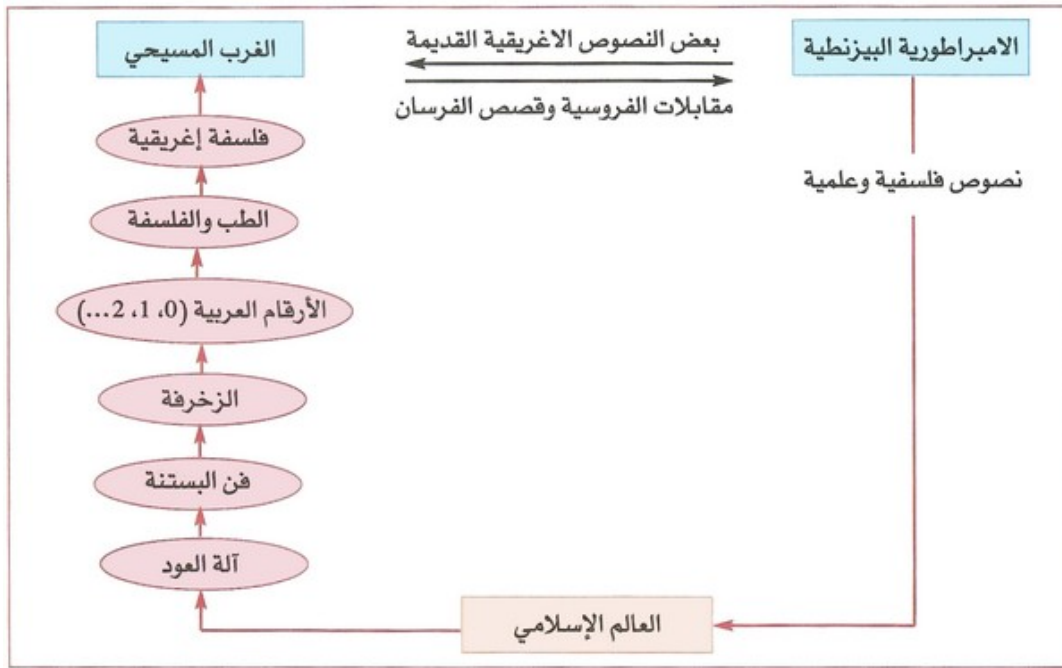 الامبراطورية البيزنطية
بعض النصوص الاغريقية القديمة
مقابلات الفروسية وقصص الفرسان
الغرب المسيحي
فلسفة إغريقية
نصوص فلسفية وعلمية
الطب والفلسفة
الأرقام العربية (0، 1، 2...)
الزخرفة
فن البستنة
آلة العود
العالم الإسلامي